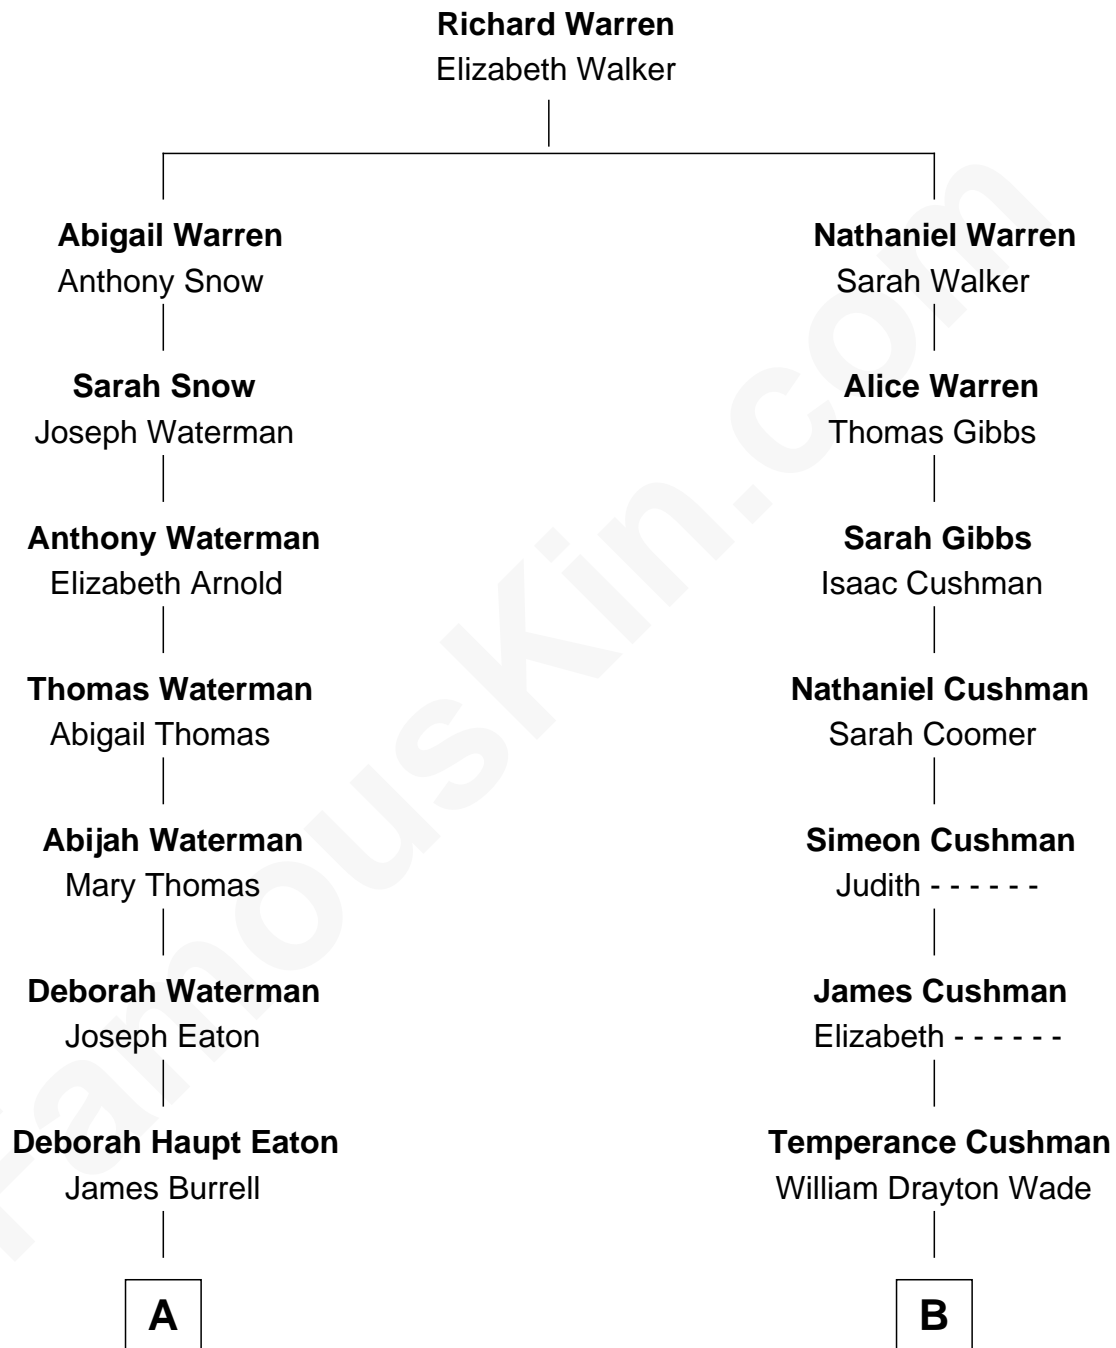 Richard Warren
Elizabeth Walker
Abigail Warren
Anthony Snow
Nathaniel Warren
Sarah Walker
Sarah Snow
Joseph Waterman
Alice Warren
Thomas Gibbs
Anthony Waterman
Elizabeth Arnold
Sarah Gibbs
Isaac Cushman
Thomas Waterman
Abigail Thomas
Nathaniel Cushman
Sarah Coomer
Abijah Waterman
Mary Thomas
Simeon Cushman
Judith - - - - - -
Deborah Waterman
Joseph Eaton
James Cushman
Elizabeth - - - - - -
Deborah Haupt Eaton
James Burrell
Temperance Cushman
William Drayton Wade
A
B
FamousKin.com